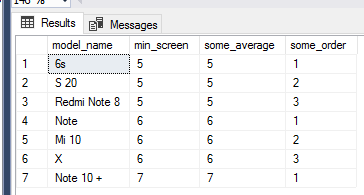 146 %
Results Messages
model_name min_screen some_average some_order
1 6s 5 5 1
2 S 20 5 5 2
3 Redmi Note 8 5 5 3
4 Note 6 6 1
5 Mi 10 6 6 2
6 X 6 6 3
7 Note 10 + 7 7 1